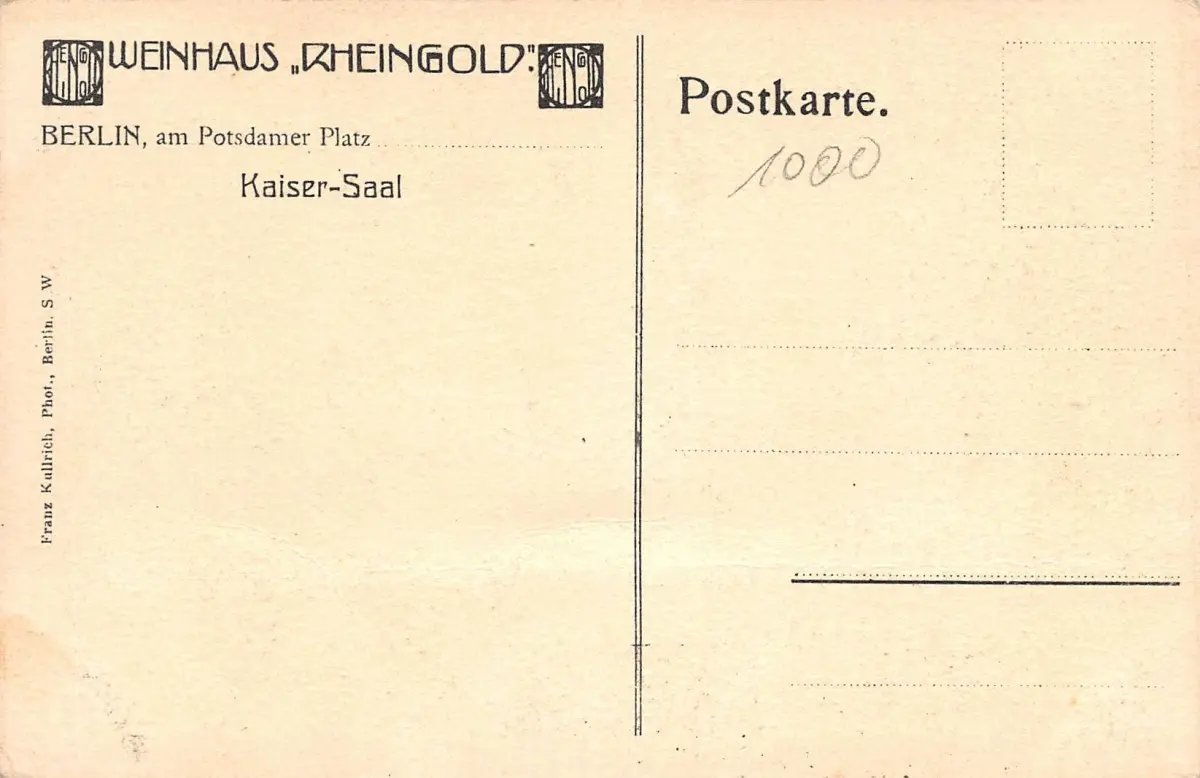 WEINHAUS „RHEINGOLD".
BERLIN, am Potsdamer Platz
Kaiser-Saal
Franz Kullrich, Phot., Berlin. S W
Postkarte.
1000